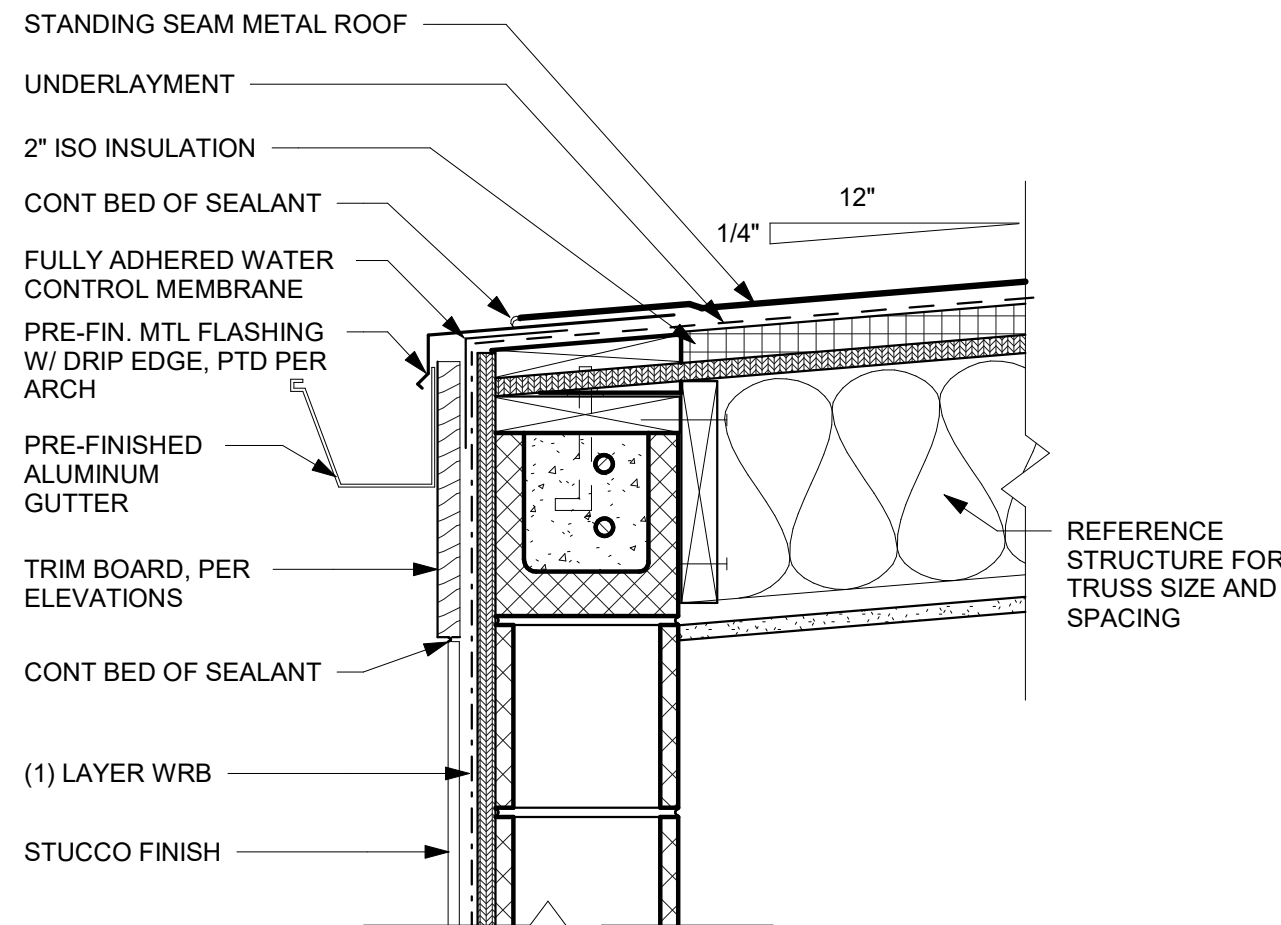 STANDING SEAM METAL ROOF
UNDERLAYMENT
2" ISO INSULATION
CONT BED OF SEALANT
FULLY ADHERED WATER
CONTROL MEMBRANE
PRE-FIN. MTL FLASHING
W/ DRIP EDGE, PTD PER
ARCH
PRE-FINISHED
ALUMINUM
GUTTER
TRIM BOARD, PER
ELEVATIONS
CONT BED OF SEALANT
(1) LAYER WRB
STUCCO FINISH
12"
1/4"
REFERENCE
STRUCTURE FOR
TRUSS SIZE AND
SPACING